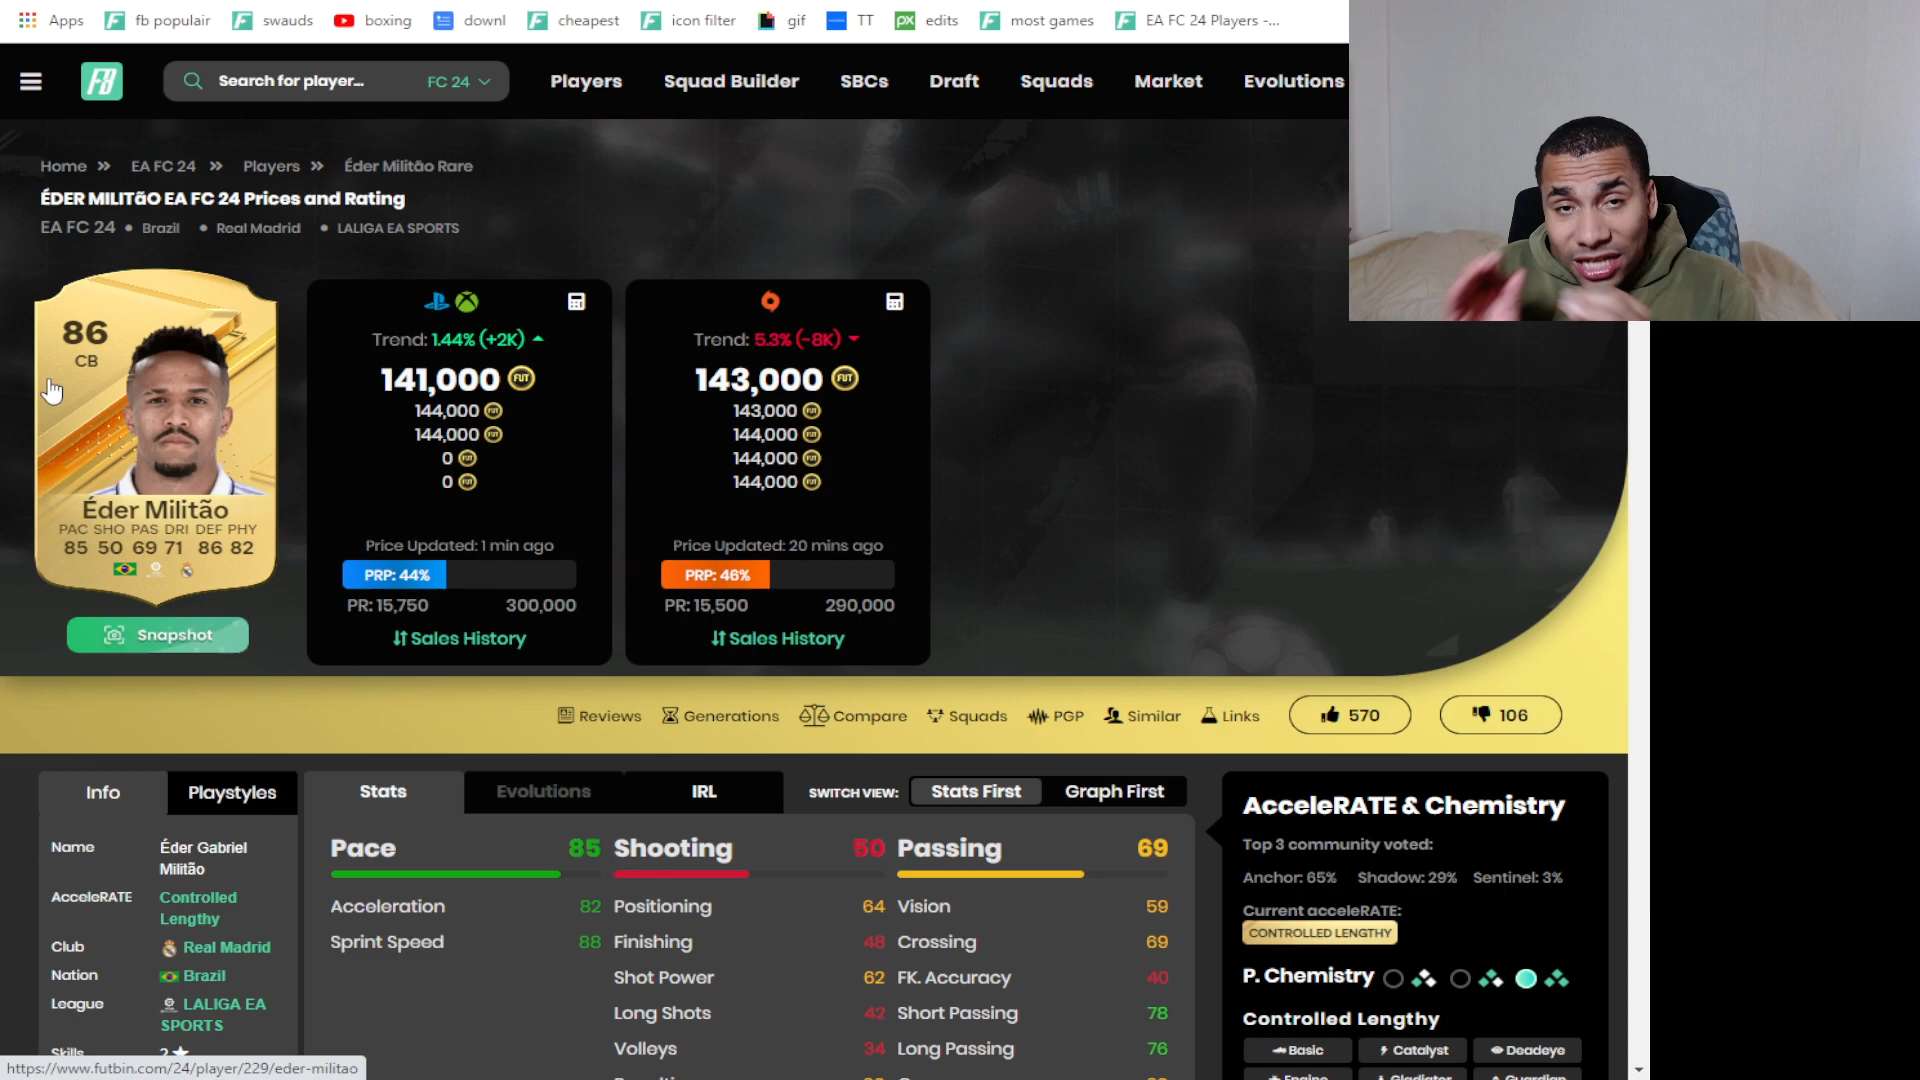 Apps fb populair swauds boxing downl cheapest icon filter gif TT edits most games EA FC 24 Players -...
Search for player... FC 24 Players Squad Builder SBCs Draft Squads Market Evolutions
Home » EA FC 24 » Players » Éder Militão Rare
ÉDER MILITãO EA FC 24 Prices and Rating
EA FC 24 • Brazil • Real Madrid • LALIGA EA SPORTS
86
CB
Éder Militão
PAC SHO PAS DRI DEF PHY
85 50 69 71 86 82
Snapshot
Trend: 1.44% (+2K)
141,000
144,000
144,000
0
0
Price Updated: 1 min ago
PRP: 44%
PR: 15,750 300,000
Sales History
Trend: 5.3% (-8K)
143,000
143,000
144,000
144,000
144,000
Price Updated: 20 mins ago
PRP: 46%
PR: 15,500 290,000
Sales History
Reviews Generations Compare Squads PGP Similar Links 570 106
Info Playstyles
Name Éder Gabriel
Militão
AcceleRATE Controlled
Lengthy
Club Real Madrid
Nation Brazil
League LALIGA EA
SPORTS
Skills 2
Stats Evolutions IRL SWITCH VIEW: Stats First Graph First
Pace 85
Acceleration 82
Sprint Speed 88
Shooting 50
Positioning 64
Finishing 48
Shot Power 62
Long Shots 42
Volleys 34
Passing 69
Vision 59
Crossing 69
FK. Accuracy 40
Short Passing 78
Long Passing 76
AcceleRATE & Chemistry
Top 3 community voted:
Anchor: 65% Shadow: 29% Sentinel: 3%
Current acceleRATE:
CONTROLLED LENGTHY
P. Chemistry
Controlled Lengthy
Basic Catalyst Deadeye
Engine Gladiator Guardian
https://www.futbin.com/24/player/229/eder-militao